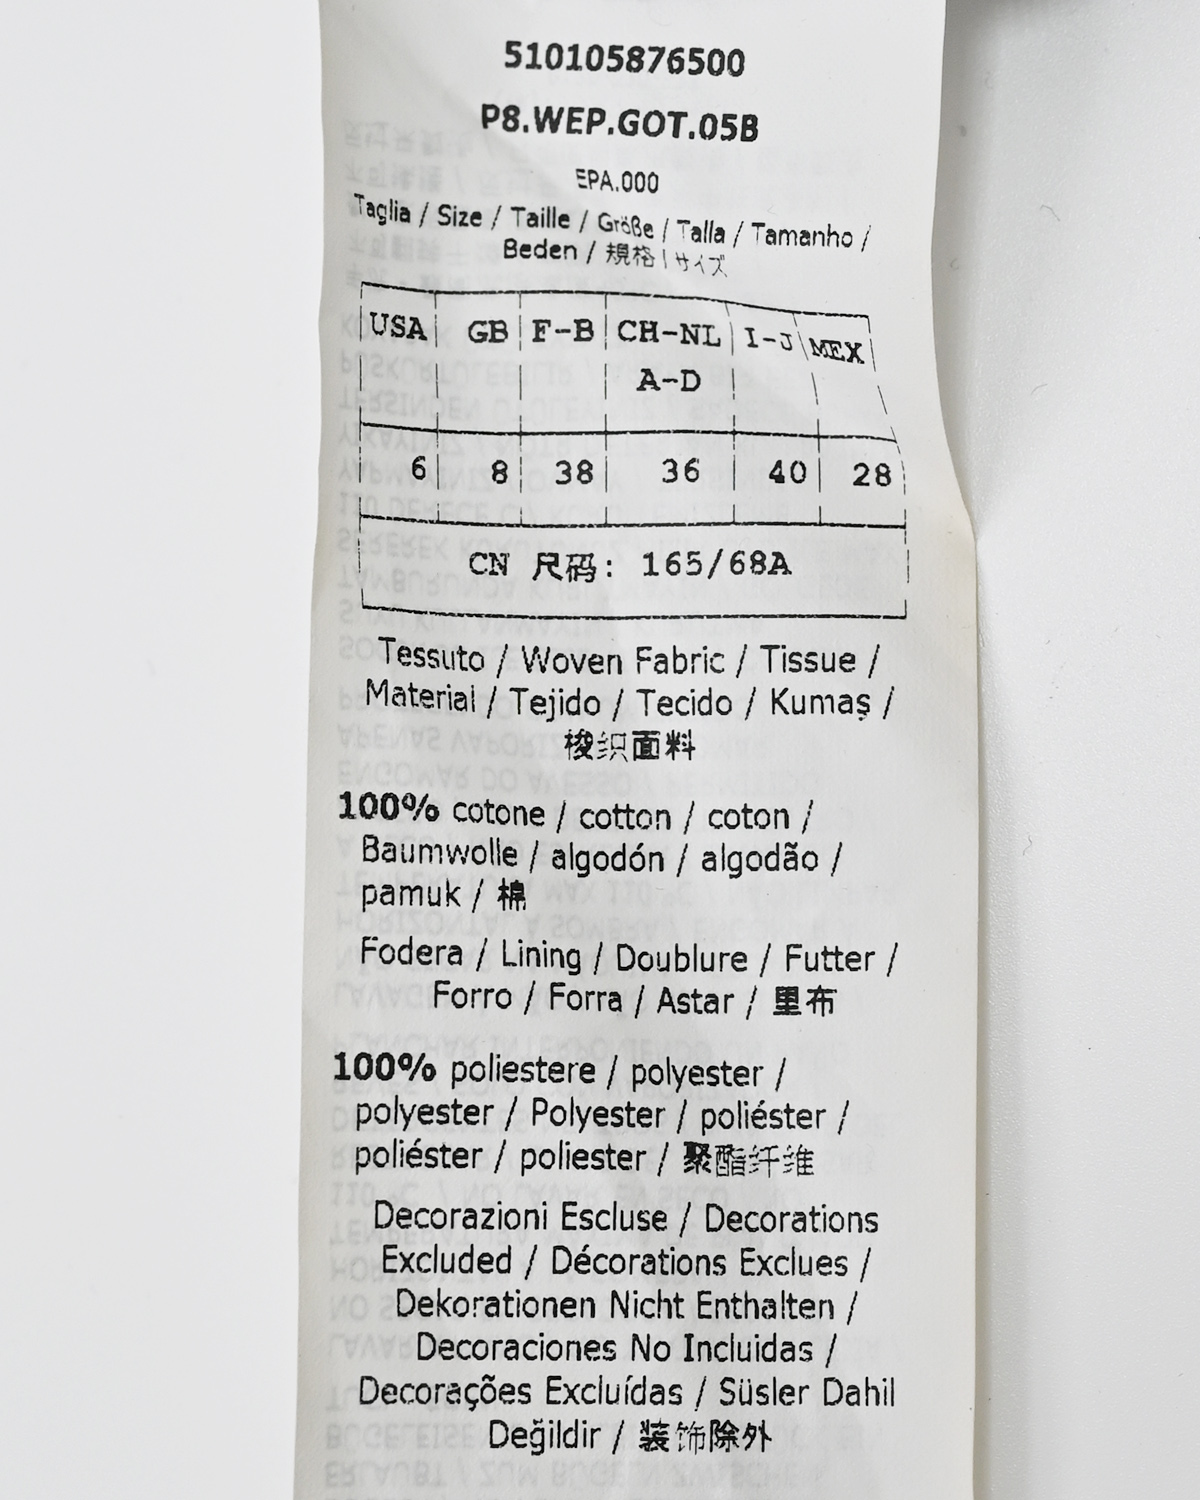 510105876500
P8.WEP.GOT.05B
EPA.000
Taglia / Size / Taille / Größe / Talla / Tamanho /
Beden / 規格 | サイズ
USA GB F-B CH-NL I-J MEX
A-D
6 8 38 36 40 28
CN 尺码: 165/68A
Tessuto / Woven Fabric / Tissue /
Material / Tejido / Tecido / Kumaş /
梭织面料
100% cotone / cotton / coton /
Baumwolle / algodón / algodão /
pamuk / 棉
Fodera / Lining / Doublure / Futter /
Forro / Forra / Astar / 里布
100% poliestere / polyester /
polyester / Polyester / poliéster /
poliéster / poliester / 聚酯纤维
Decorazioni Escluse / Decorations
Excluded / Décorations Exclues /
Dekorationen Nicht Enthalten /
Decoraciones No Incluidas /
Decorações Excluídas / Süsler Dahil
Değildir / 装饰除外